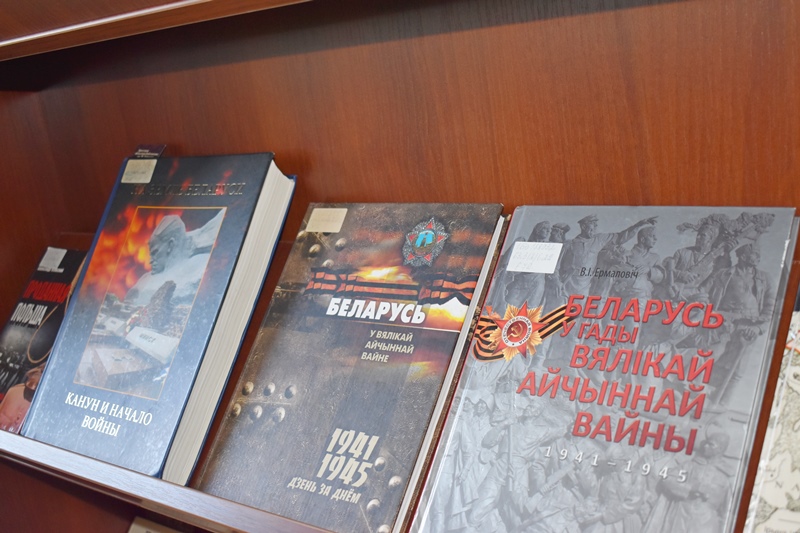 КАНУН И НАЧАЛО
ВОЙНЫ
БЕЛАРУСЬ
У ВЯЛІКАЙ
АЙЧЫННАЙ
ВАЙНЕ
1941
1945
ДЗЕНЬ ЗА ДНЁМ
В.І. Ермаловіч
БЕЛАРУСЬ
У ГАДЫ
ВЯЛІКАЙ
АЙЧЫННАЙ
ВАЙНЫ
1941–1945